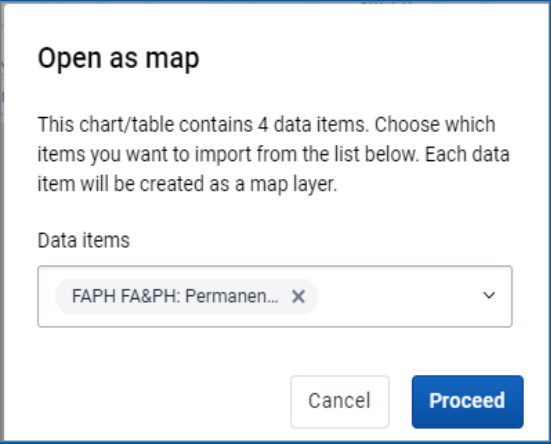 Open as map
This chart/table contains 4 data items. Choose which
items you want to import from the list below. Each data
item will be created as a map layer.
Data items
FAPH FA&PH: Permanen...
Cancel Proceed